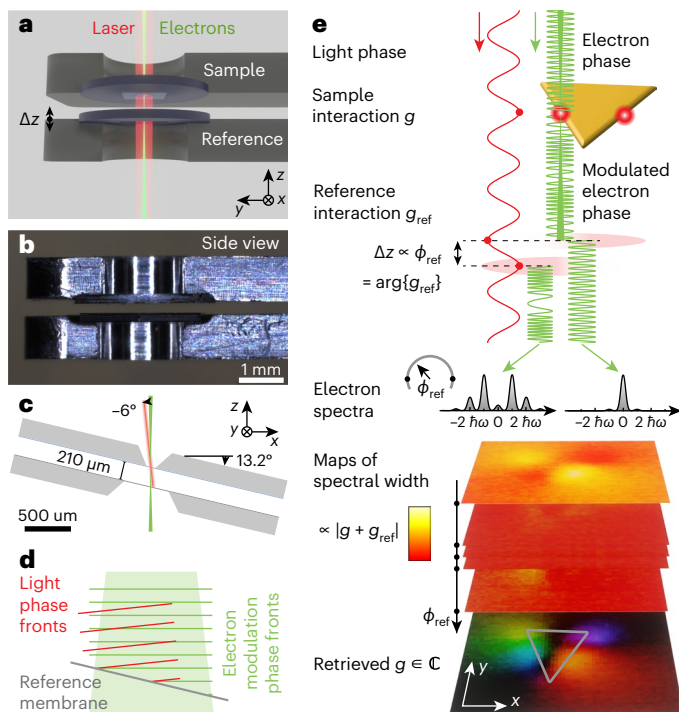 a
Laser
Electrons
Sample
Δz
Reference
z
y
x
b
Side view
1 mm
c
–6°
z
y
x
210 µm
13.2°
500 um
d
Light
phase
fronts
Electron
modulation
phase fronts
Reference
membrane
e
Light phase
Electron
phase
Sample
interaction g
Modulated
electron
phase
Reference
interaction g_ref
Δz ∝ ϕ_ref
= arg{g_ref}
ϕ_ref
Electron
spectra
–2 ħω
2 ħω
–2 ħω
2 ħω
Maps of
spectral width
∝ |g + g_ref|
ϕ_ref
Retrieved g ∈ ℂ
y
x